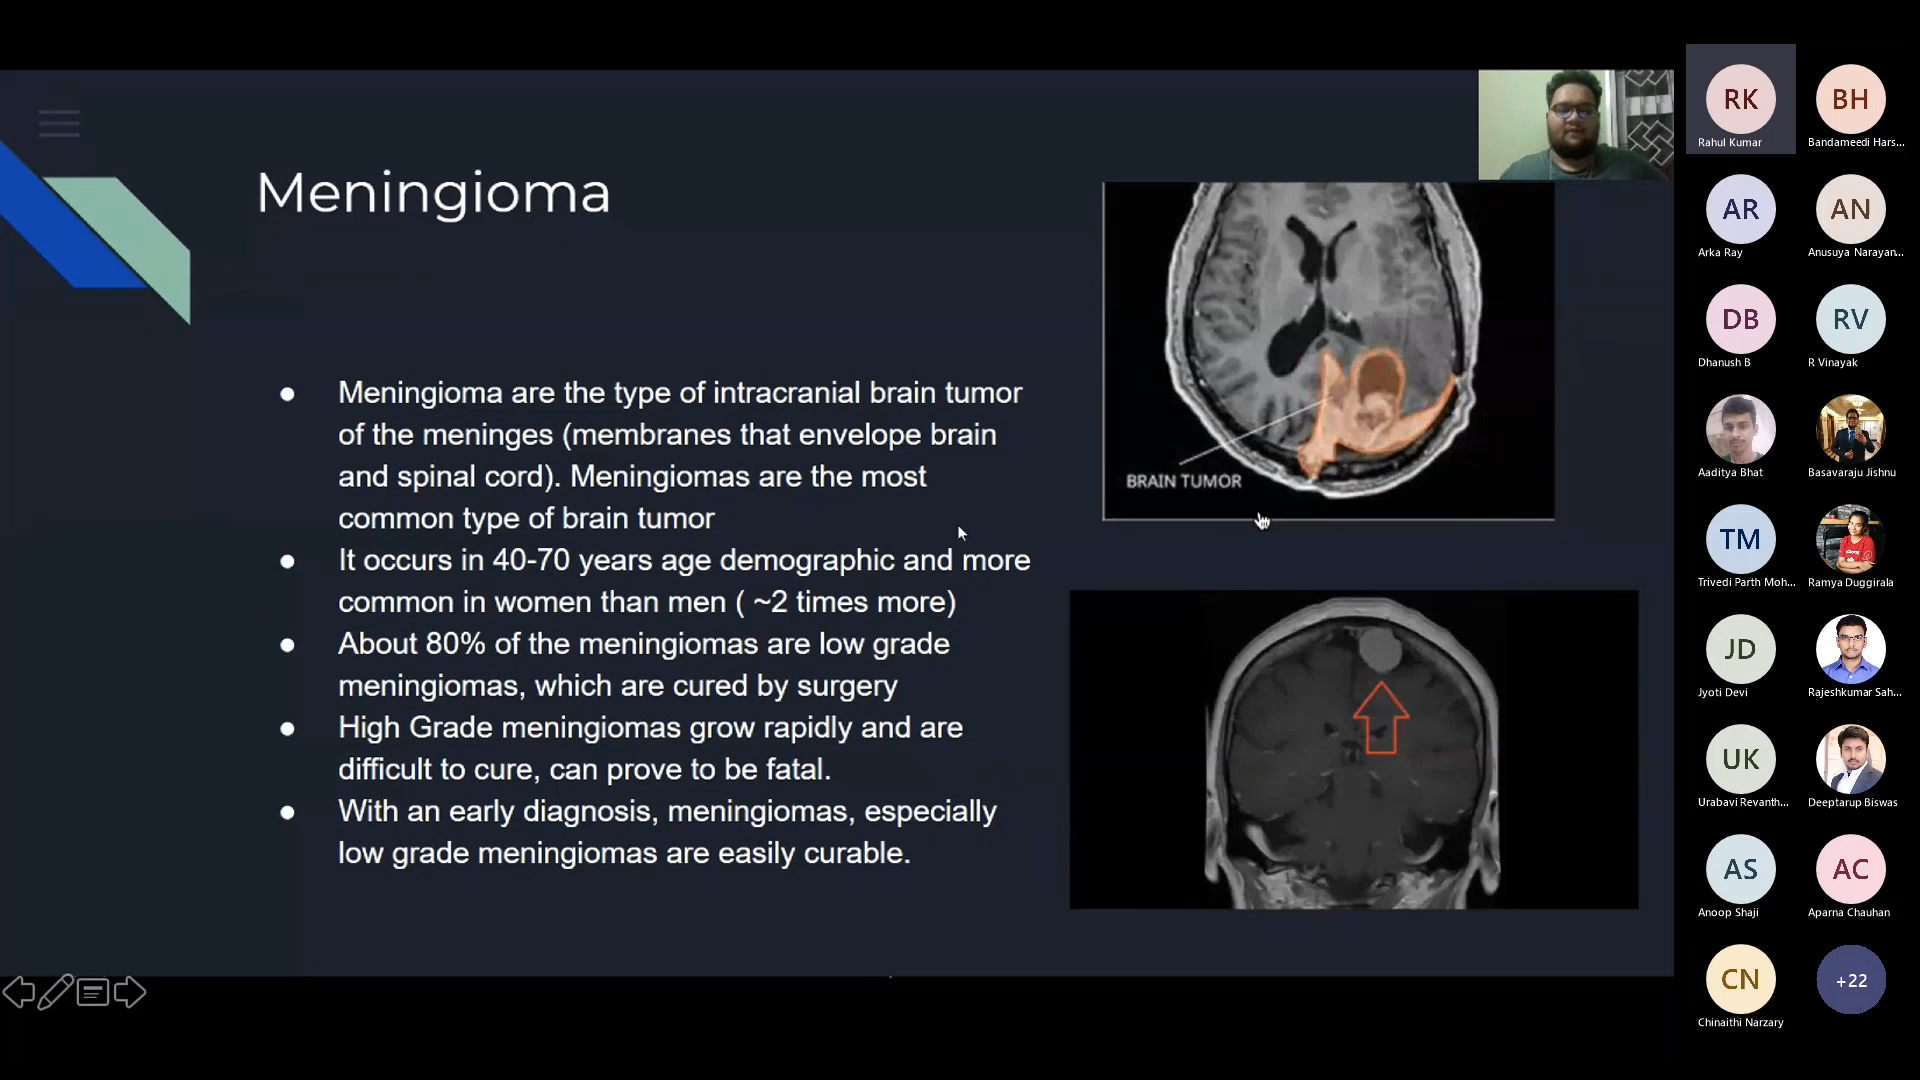 Meningioma
● Meningioma are the type of intracranial brain tumor
of the meninges (membranes that envelope brain
and spinal cord). Meningiomas are the most
common type of brain tumor
● It occurs in 40-70 years age demographic and more
common in women than men ( ~2 times more)
● About 80% of the meningiomas are low grade
meningiomas, which are cured by surgery
● High Grade meningiomas grow rapidly and are
difficult to cure, can prove to be fatal.
● With an early diagnosis, meningiomas, especially
low grade meningiomas are easily curable.
BRAIN TUMOR
RK
Rahul Kumar
BH
Bandameedi Hars...
AR
Arka Ray
AN
Anusuya Narayan...
DB
Dhanush B
RV
R Vinayak
Aaditya Bhat
Basavaraju Jishnu
TM
Trivedi Parth Moh...
Ramya Duggirala
JD
Jyoti Devi
Rajeshkumar Sah...
UK
Urabavi Revanth...
Deeptarup Biswas
AS
Anoop Shaji
AC
Aparna Chauhan
CN
Chinaithi Narzary
+22